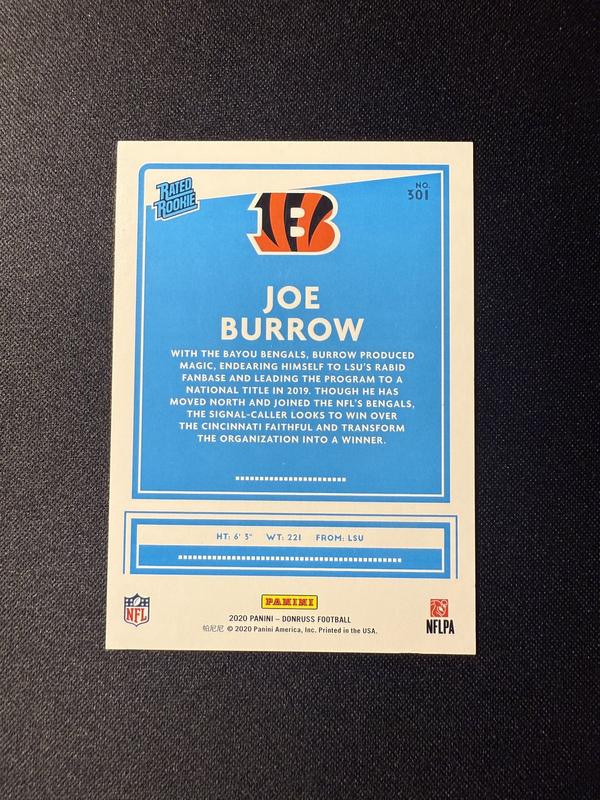 RATED
ROOKIE
NO.
301
B
JOE
BURROW
WITH THE BAYOU BENGALS, BURROW PRODUCED
MAGIC, ENDEARING HIMSELF TO LSU'S RABID
FANBASE AND LEADING THE PROGRAM TO A
NATIONAL TITLE IN 2019. THOUGH HE HAS
MOVED NORTH AND JOINED THE NFL'S BENGALS,
THE SIGNAL-CALLER LOOKS TO WIN OVER
THE CINCINNATI FAITHFUL AND TRANSFORM
THE ORGANIZATION INTO A WINNER.
HT: 6' 3" WT: 221 FROM: LSU
PANINI
NFL
2020 PANINI – DONRUSS FOOTBALL
帕尼尼 © 2020 Panini America, Inc. Printed in the USA.
NFLPA